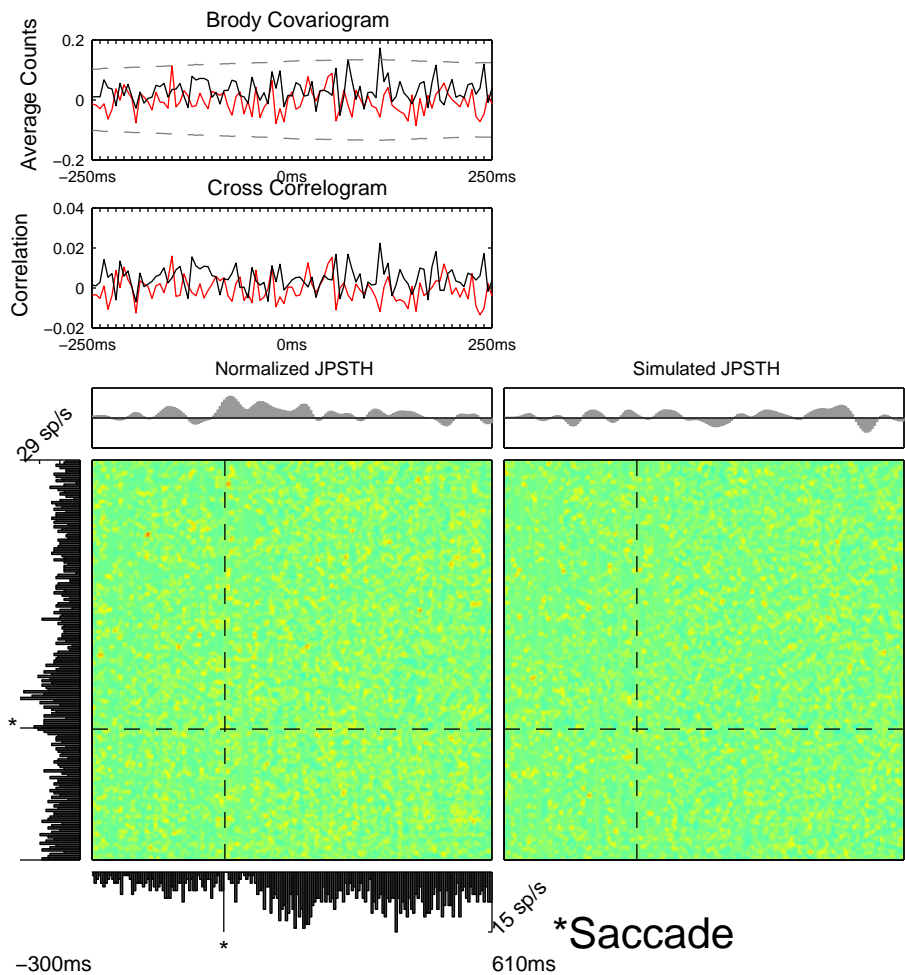 Brody Covariogram
Average Counts
0.2
0
−0.2
−250ms
0ms
250ms
Cross Correlogram
Correlation
0.04
0.02
0
−0.02
−250ms
0ms
250ms
Normalized JPSTH
Simulated JPSTH
29 sp/s
*
*
15 sp/s
*Saccade
−300ms
610ms